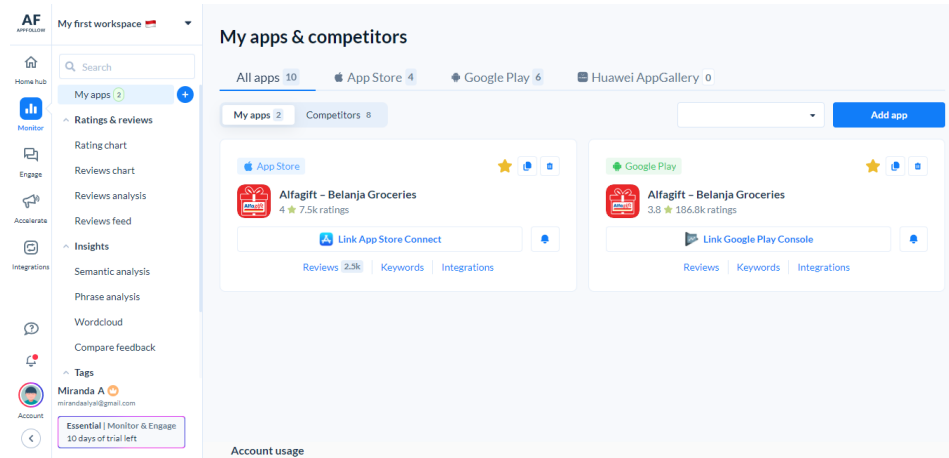 AF
APPFOLLOW
My first workspace
Home hub
Monitor
Engage
Accelerate
Integrations
Account
Search
My apps 2
Ratings & reviews
Rating chart
Reviews chart
Reviews analysis
Reviews feed
Insights
Semantic analysis
Phrase analysis
Wordcloud
Compare feedback
Tags
Miranda A
mirandaalyal@gmail.com
Essential | Monitor & Engage
10 days of trial left
My apps & competitors
All apps 10
App Store 4
Google Play 6
Huawei AppGallery 0
My apps 2
Competitors 8
Add app
App Store
Alfagift – Belanja Groceries
4 ★ 7.5k ratings
Link App Store Connect
Reviews 2.5k
Keywords
Integrations
Google Play
Alfagift – Belanja Groceries
3.8 ★ 186.8k ratings
Link Google Play Console
Reviews
Keywords
Integrations
Account usage